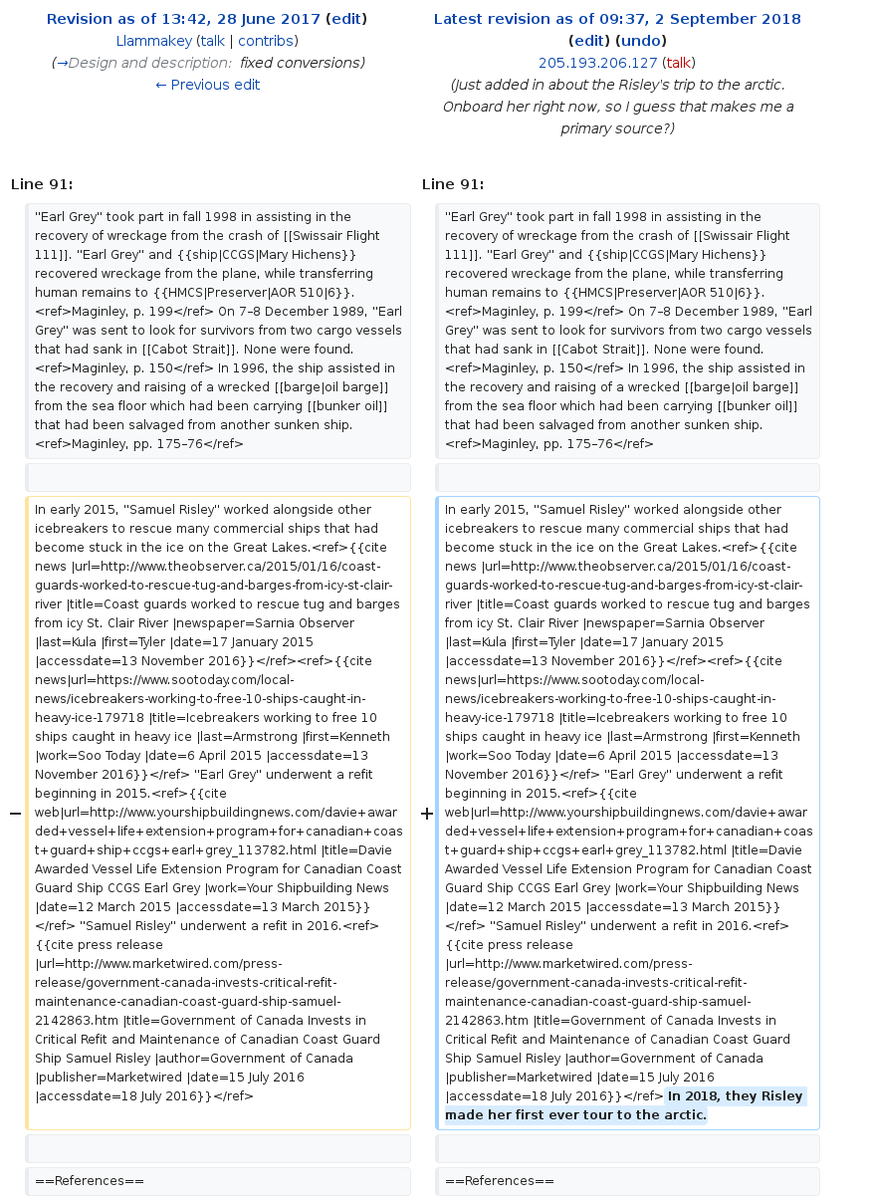 Revision as of 13:42, 28 June 2017 (edit)
Llammakey (talk | contribs)
(→Design and description: fixed conversions)
← Previous edit
Latest revision as of 09:37, 2 September 2018
(edit) (undo)
205.193.206.127 (talk)
(Just added in about the Risley's trip to the arctic.
Onboard her right now, so I guess that makes me a
primary source?)
Line 91:
"Earl Grey" took part in fall 1998 in assisting in the
recovery of wreckage from the crash of [[Swissair Flight
111]]. "Earl Grey" and {{ship|CCGS|Mary Hichens}}
recovered wreckage from the plane, while transferring
human remains to {{HMCS|Preserver|AOR 510|6}}.
<ref>Maginley, p. 199</ref> On 7–8 December 1989, "Earl
Grey" was sent to look for survivors from two cargo vessels
that had sank in [[Cabot Strait]]. None were found.
<ref>Maginley, p. 150</ref> In 1996, the ship assisted in
the recovery and raising of a wrecked [[barge|oil barge]]
from the sea floor which had been carrying [[bunker oil]]
that had been salvaged from another sunken ship.
<ref>Maginley, pp. 175–76</ref>
−
In early 2015, "Samuel Risley" worked alongside other
icebreakers to rescue many commercial ships that had
become stuck in the ice on the Great Lakes.<ref>{{cite
news |url=http://www.theobserver.ca/2015/01/16/coast-
guards-worked-to-rescue-tug-and-barges-from-icy-st-clair-
river |title=Coast guards worked to rescue tug and barges
from icy St. Clair River |newspaper=Sarnia Observer
|last=Kula |first=Tyler |date=17 January 2015
|accessdate=13 November 2016}}</ref><ref>{{cite
news|url=https://www.sootoday.com/local-
news/icebreakers-working-to-free-10-ships-caught-in-
heavy-ice-179718 |title=Icebreakers working to free 10
ships caught in heavy ice |last=Armstrong |first=Kenneth
|work=Soo Today |date=6 April 2015 |accessdate=13
November 2016}}</ref> "Earl Grey" underwent a refit
beginning in 2015.<ref>{{cite
web|url=http://www.yourshipbuildingnews.com/davie+awar
ded+vessel+life+extension+program+for+canadian+coas
t+guard+ship+ccgs+earl+grey_113782.html |title=Davie
Awarded Vessel Life Extension Program for Canadian Coast
Guard Ship CCGS Earl Grey |work=Your Shipbuilding News
|date=12 March 2015 |accessdate=13 March 2015}}
</ref> "Samuel Risley" underwent a refit in 2016.<ref>
{{cite press release
|url=http://www.marketwired.com/press-
release/government-canada-invests-critical-refit-
maintenance-canadian-coast-guard-ship-samuel-
2142863.htm |title=Government of Canada Invests in
Critical Refit and Maintenance of Canadian Coast Guard
Ship Samuel Risley |author=Government of Canada
|publisher=Marketwired |date=15 July 2016
|accessdate=18 July 2016}}</ref>
==References==
Line 91:
"Earl Grey" took part in fall 1998 in assisting in the
recovery of wreckage from the crash of [[Swissair Flight
111]]. "Earl Grey" and {{ship|CCGS|Mary Hichens}}
recovered wreckage from the plane, while transferring
human remains to {{HMCS|Preserver|AOR 510|6}}.
<ref>Maginley, p. 199</ref> On 7–8 December 1989, "Earl
Grey" was sent to look for survivors from two cargo vessels
that had sank in [[Cabot Strait]]. None were found.
<ref>Maginley, p. 150</ref> In 1996, the ship assisted in
the recovery and raising of a wrecked [[barge|oil barge]]
from the sea floor which had been carrying [[bunker oil]]
that had been salvaged from another sunken ship.
<ref>Maginley, pp. 175–76</ref>
+
In early 2015, "Samuel Risley" worked alongside other
icebreakers to rescue many commercial ships that had
become stuck in the ice on the Great Lakes.<ref>{{cite
news |url=http://www.theobserver.ca/2015/01/16/coast-
guards-worked-to-rescue-tug-and-barges-from-icy-st-clair-
river |title=Coast guards worked to rescue tug and barges
from icy St. Clair River |newspaper=Sarnia Observer
|last=Kula |first=Tyler |date=17 January 2015
|accessdate=13 November 2016}}</ref><ref>{{cite
news|url=https://www.sootoday.com/local-
news/icebreakers-working-to-free-10-ships-caught-in-
heavy-ice-179718 |title=Icebreakers working to free 10
ships caught in heavy ice |last=Armstrong |first=Kenneth
|work=Soo Today |date=6 April 2015 |accessdate=13
November 2016}}</ref> "Earl Grey" underwent a refit
beginning in 2015.<ref>{{cite
web|url=http://www.yourshipbuildingnews.com/davie+awar
ded+vessel+life+extension+program+for+canadian+coas
t+guard+ship+ccgs+earl+grey_113782.html |title=Davie
Awarded Vessel Life Extension Program for Canadian Coast
Guard Ship CCGS Earl Grey |work=Your Shipbuilding News
|date=12 March 2015 |accessdate=13 March 2015}}
</ref> "Samuel Risley" underwent a refit in 2016.<ref>
{{cite press release
|url=http://www.marketwired.com/press-
release/government-canada-invests-critical-refit-
maintenance-canadian-coast-guard-ship-samuel-
2142863.htm |title=Government of Canada Invests in
Critical Refit and Maintenance of Canadian Coast Guard
Ship Samuel Risley |author=Government of Canada
|publisher=Marketwired |date=15 July 2016
|accessdate=18 July 2016}}</ref> In 2018, they Risley
made her first ever tour to the arctic.
==References==